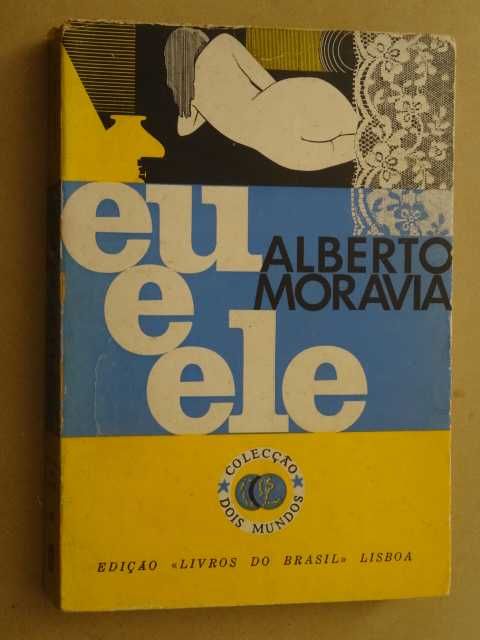 eu
e
ele
ALBERTO
MORAVIA
COLECÇÃO
DOIS MUNDOS
EDIÇÃO «LIVROS DO BRASIL» LISBOA